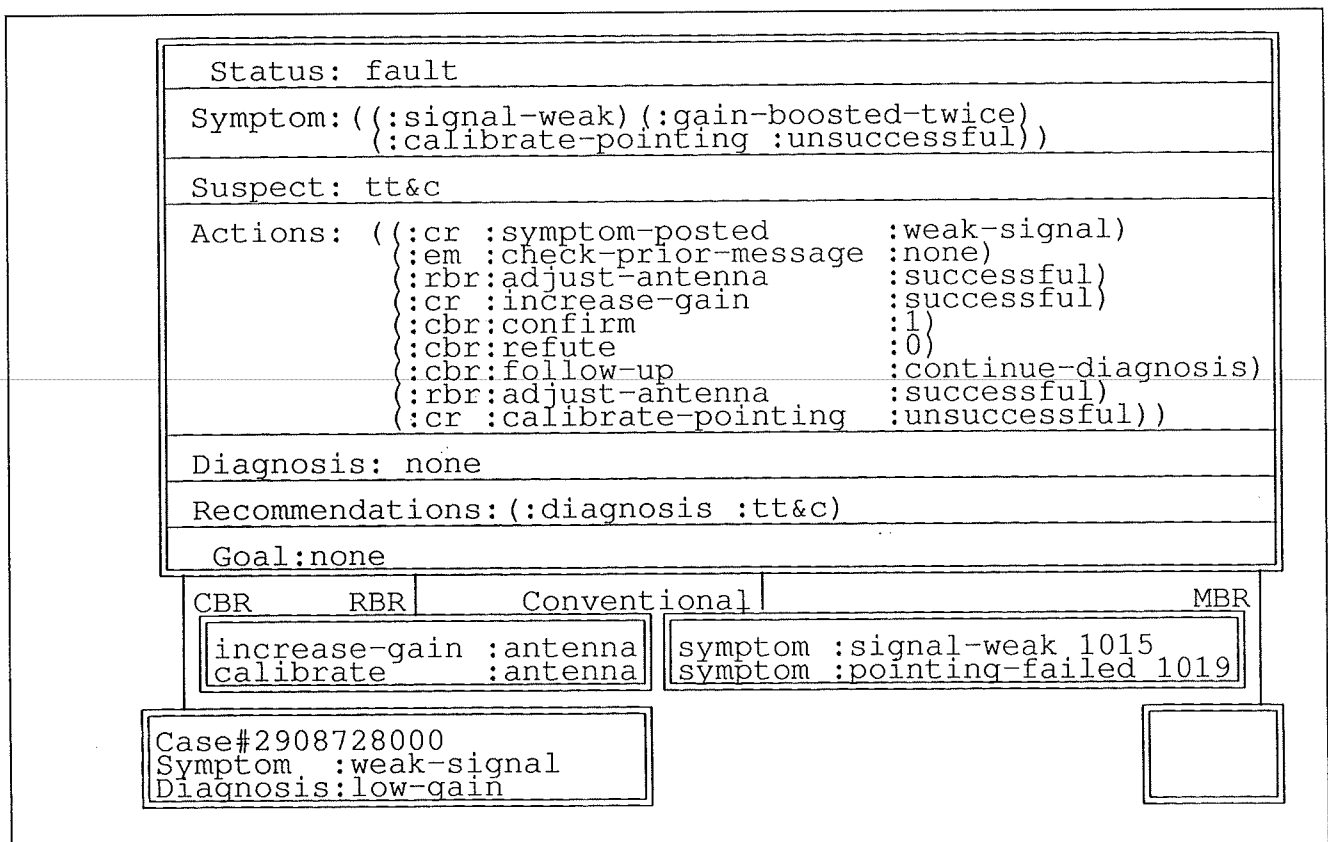 Status: fault
Symptom:((:signal-weak)(:gain-boosted-twice)
(:calibrate-pointing :unsuccessful))
Suspect: tt&c
Actions: ((:cr :symptom-posted :weak-signal)
(:em :check-prior-message :none)
(:rbr:adjust-antenna :successful)
(:cr :increase-gain :successful)
(:cbr:confirm :1)
(:cbr:refute :0)
(:cbr:follow-up :continue-diagnosis)
(:rbr:adjust-antenna :successful)
(:cr :calibrate-pointing :unsuccessful))
Diagnosis: none
Recommendations:(:diagnosis :tt&c)
Goal:none
CBR RBR Conventional MBR
increase-gain :antenna
calibrate :antenna
symptom :signal-weak 1015
symptom :pointing-failed 1019
Case#2908728000
Symptom :weak-signal
Diagnosis:low-gain